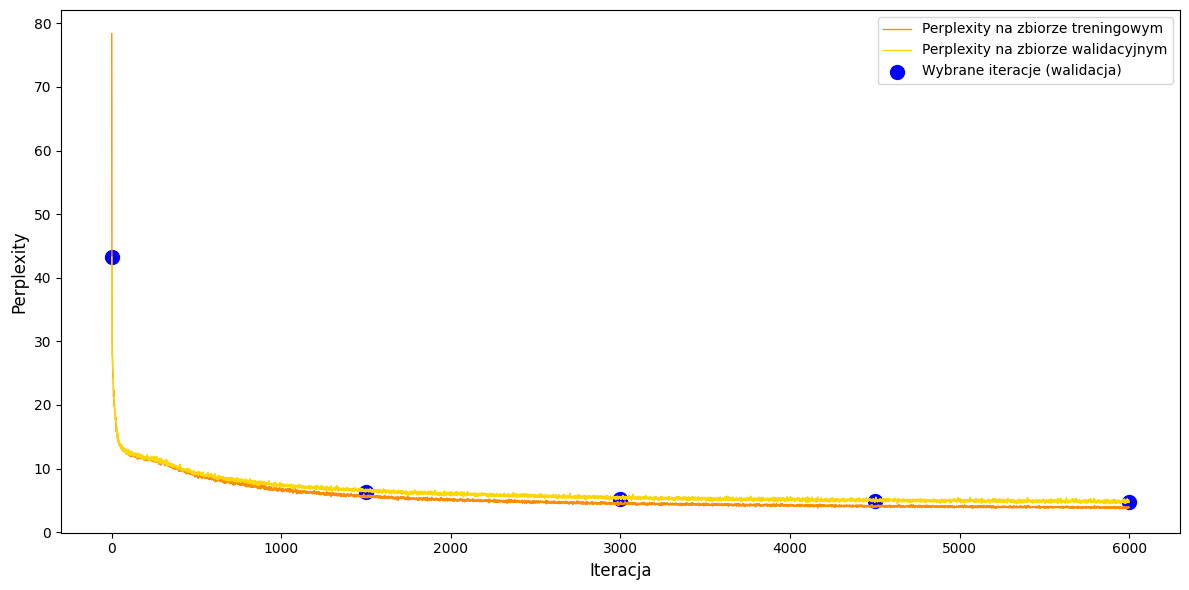 Perplexity na zbiorze treningowym
Perplexity na zbiorze walidacyjnym
Wybrane iteracje (walidacja)
80
70
60
50
40
30
20
10
0
Perplexity
0 1000 2000 3000 4000 5000 6000
Iteracja